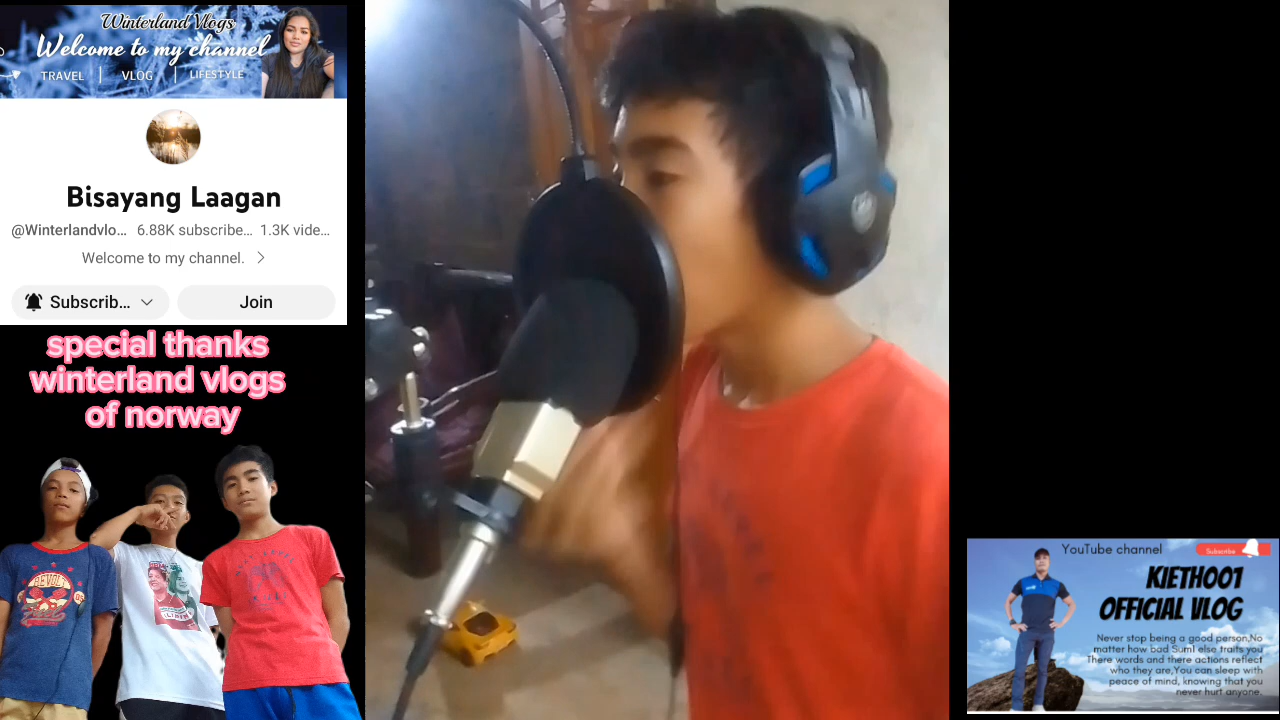 Winterland Vlogs
Welcome to my channel
TRAVEL | VLOG | LIFESTYLE
Bisayang Laagan
@Winterlandvlo... 6.88K subscribe... 1.3K vide...
Welcome to my channel.
Subscrib...
Join
special thanks
winterland vlogs
of norway
REVOLT
YouTube channel
Subscribe
KIETH001
OFFICIAL VLOG
Never stop being a good person,No
matter how bad Suml else traits you
There words and there actions reflect
who they are,You can sleep with
peace of mind, knowing that you
never hurt anyone.